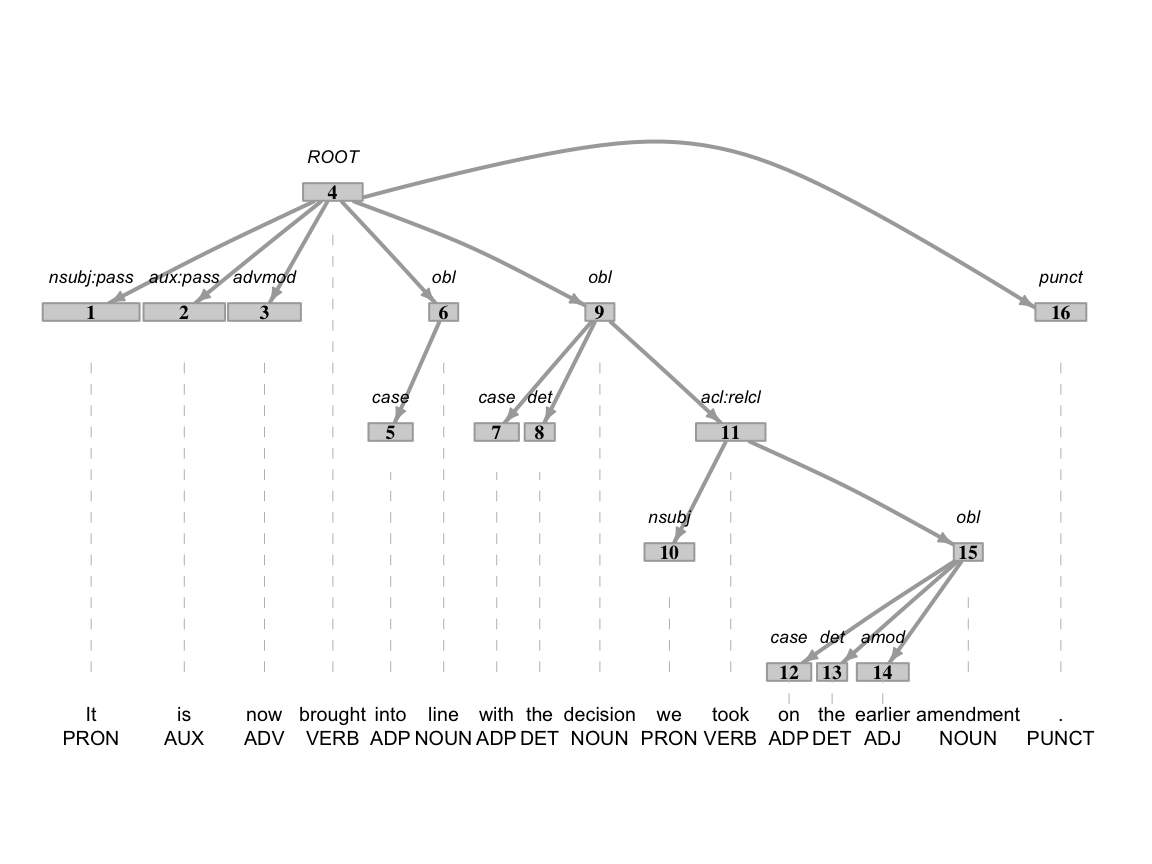 ROOT
4
nsubj:pass aux:pass advmod obl obl punct
1 2 3 6 9 16
case case det acl:relcl
5 7 8 11
nsubj obl
10 15
case det amod
12 13 14
It is now brought into line with the decision we took on the earlier amendment .
PRON AUX ADV VERB ADP NOUN ADP DET NOUN PRON VERB ADP DET ADJ NOUN PUNCT